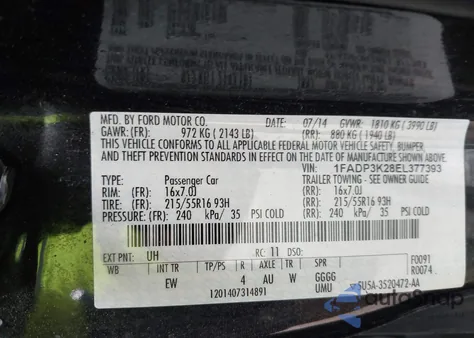 MFD. BY FORD MOTOR CO. DATE: 07/14 GVWR: 1810 KG ( 3990 LB)
GAWR: (FR): 972 KG ( 2143 LB) (RR): 880 KG ( 1940 LB)
THIS VEHICLE CONFORMS TO ALL APPLICABLE FEDERAL MOTOR VEHICLE SAFETY, BUMPER,
AND THEFT PREVENTION STANDARDS IN EFFECT ON THE DATE OF MANUFACTURE SHOWN ABOVE.
VIN: 1FADP3K28EL377393
TYPE: Passenger Car TRAILER TOWING - SEE OWNER GUIDE
RIM: (FR): 16x7.0J (RR): 16x7.0J
TIRE: (FR): 215/55R16 93H (RR): 215/55R16 93H
PRESSURE: (FR): 240 kPa/ 35 PSI COLD (RR): 240 kPa/ 35 PSI COLD
EXT PNT: UH RC: 11 DSO: F0091
WB INT TR TP/PS R AXLE TR SPR R0074
EW 4 AU W GGGG
UMU
1201407314891 5U5A-3520472-AA
autoSnap